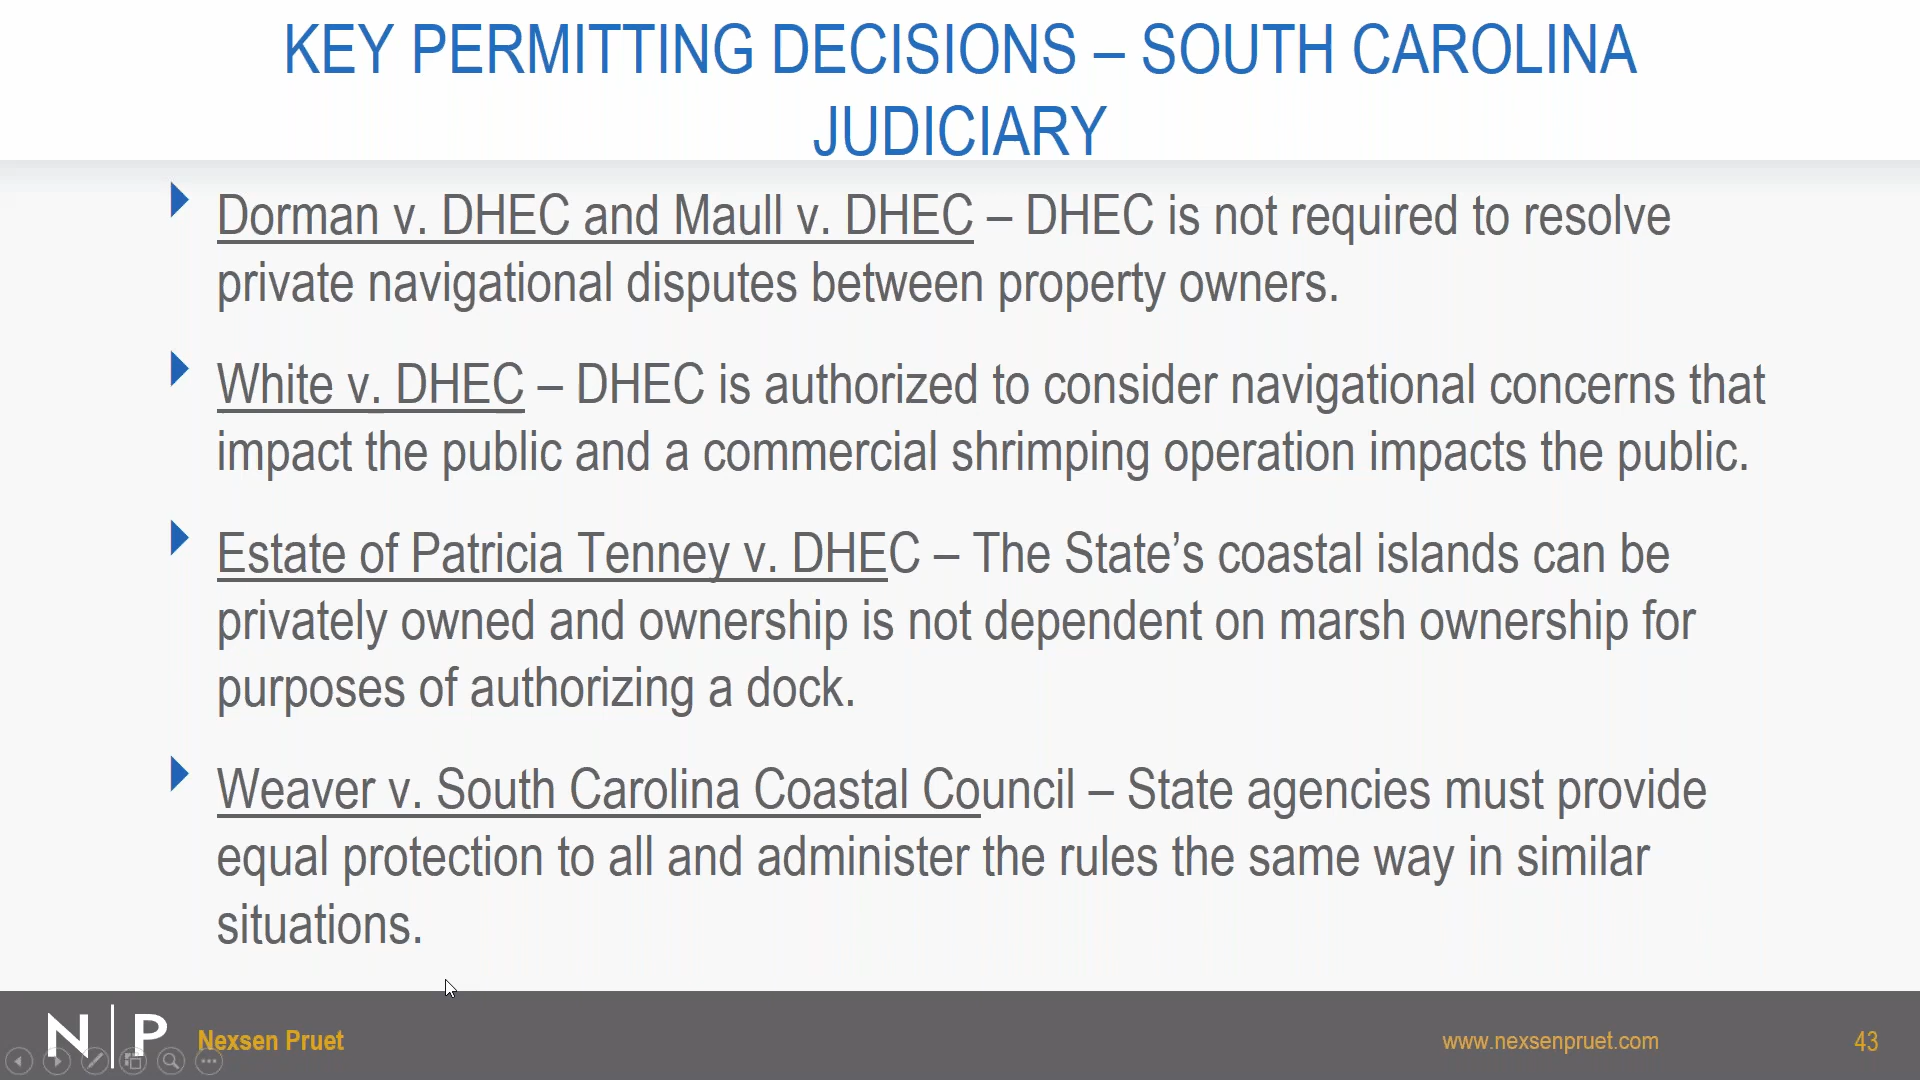 KEY PERMITTING DECISIONS – SOUTH CAROLINA
JUDICIARY
Dorman v. DHEC and Maull v. DHEC – DHEC is not required to resolve
private navigational disputes between property owners.
White v. DHEC – DHEC is authorized to consider navigational concerns that
impact the public and a commercial shrimping operation impacts the public.
Estate of Patricia Tenney v. DHEC – The State’s coastal islands can be
privately owned and ownership is not dependent on marsh ownership for
purposes of authorizing a dock.
Weaver v. South Carolina Coastal Council – State agencies must provide
equal protection to all and administer the rules the same way in similar
situations.
N|P Nexsen Pruet
www.nexsenpruet.com
43